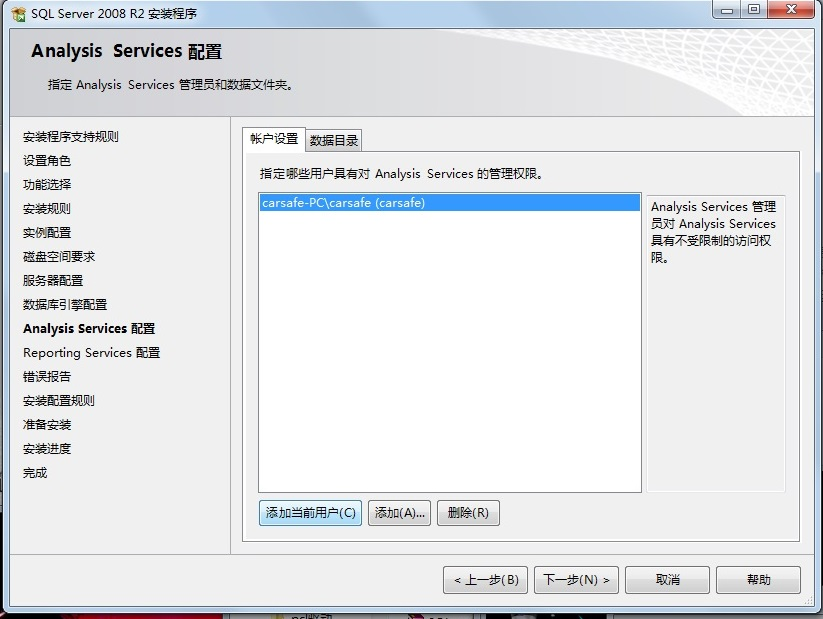 SQL Server 2008 R2 安装程序
Analysis Services 配置
指定 Analysis Services 管理员和数据文件夹。
安装程序支持规则
设置角色
功能选择
安装规则
实例配置
磁盘空间要求
服务器配置
数据库引擎配置
Analysis Services 配置
Reporting Services 配置
错误报告
安装配置规则
准备安装
安装进度
完成
帐户设置
数据目录
指定哪些用户具有对 Analysis Services 的管理权限。
carsafe-PC\carsafe (carsafe)
Analysis Services 管理
员对 Analysis Services
具有不受限制的访问权
限。
添加当前用户(C)
添加(A)...
删除(R)
< 上一步(B)
下一步(N) >
取消
帮助